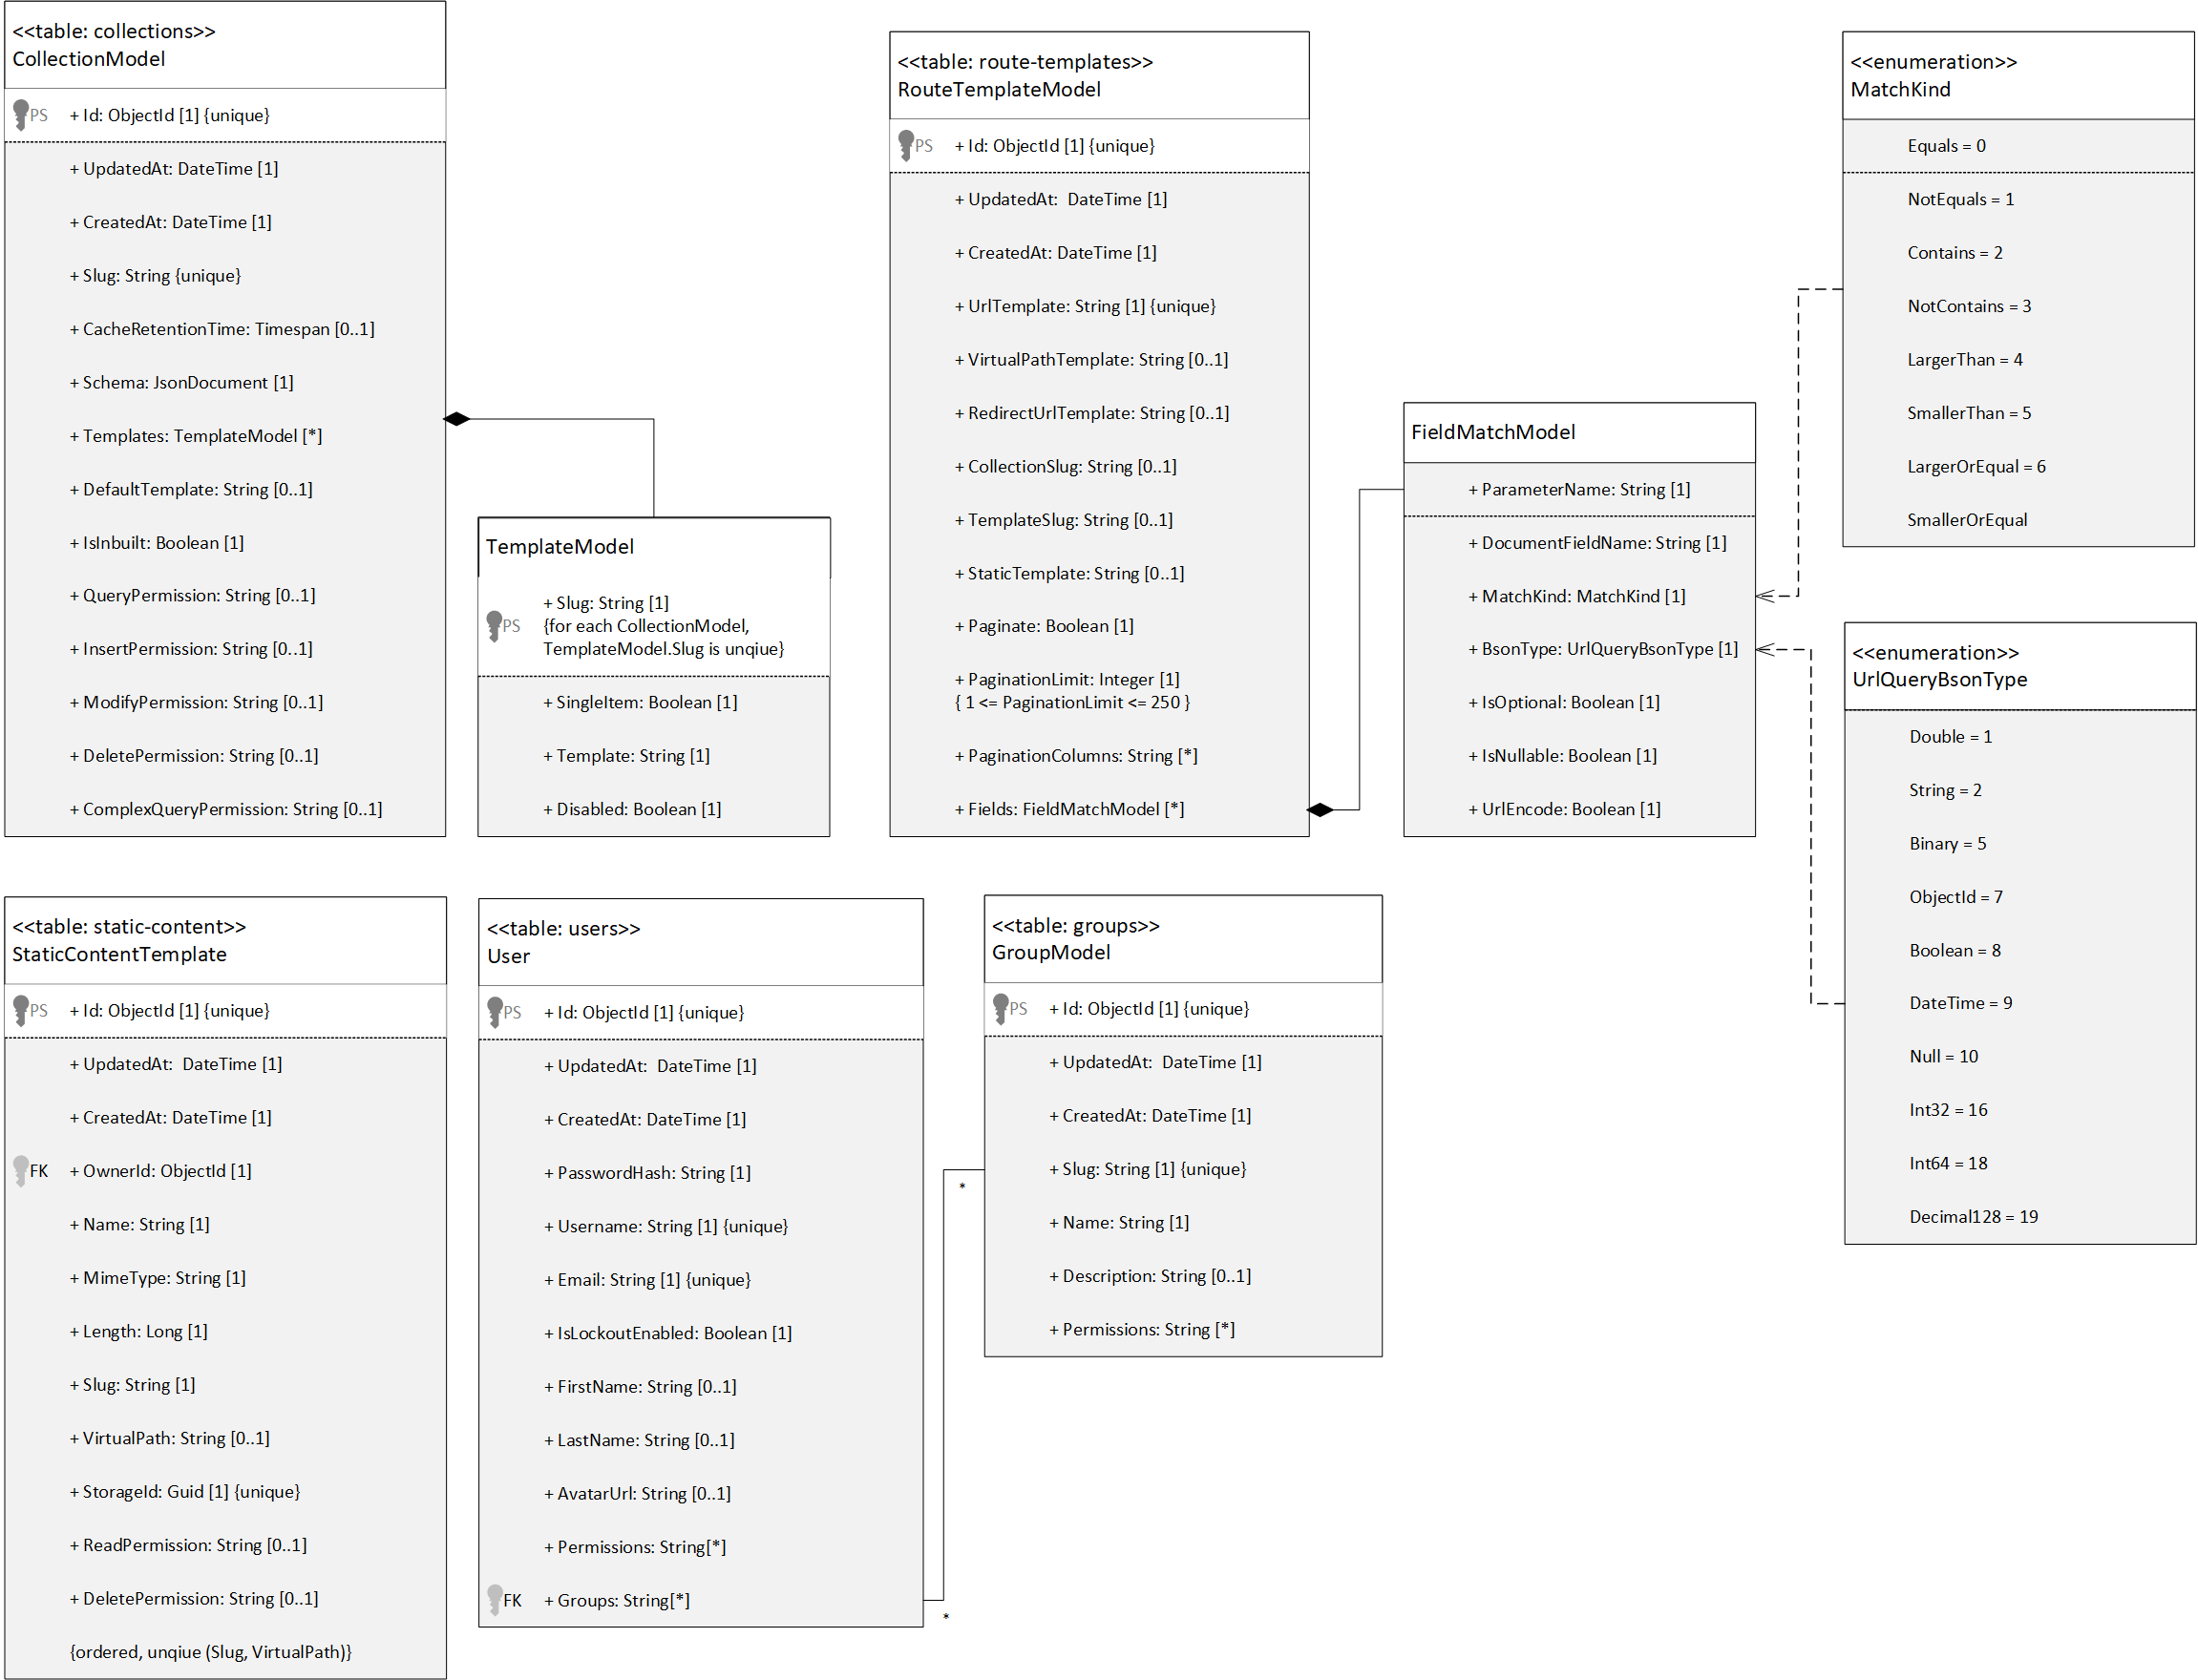 <<table: collections>>
CollectionModel
PS + Id: ObjectId [1] {unique}
+ UpdatedAt: DateTime [1]
+ CreatedAt: DateTime [1]
+ Slug: String {unique}
+ CacheRetentionTime: Timespan [0..1]
+ Schema: JsonDocument [1]
+ Templates: TemplateModel [*]
+ DefaultTemplate: String [0..1]
+ IsInbuilt: Boolean [1]
+ QueryPermission: String [0..1]
+ InsertPermission: String [0..1]
+ ModifyPermission: String [0..1]
+ DeletePermission: String [0..1]
+ ComplexQueryPermission: String [0..1]
TemplateModel
+ Slug: String [1]
PS {for each CollectionModel,
TemplateModel.Slug is unqiue}
+ SingleItem: Boolean [1]
+ Template: String [1]
+ Disabled: Boolean [1]
<<table: route-templates>>
RouteTemplateModel
PS + Id: ObjectId [1] {unique}
+ UpdatedAt:  DateTime [1]
+ CreatedAt: DateTime [1]
+ UrlTemplate: String [1] {unique}
+ VirtualPathTemplate: String [0..1]
+ RedirectUrlTemplate: String [0..1]
+ CollectionSlug: String [0..1]
+ TemplateSlug: String [0..1]
+ StaticTemplate: String [0..1]
+ Paginate: Boolean [1]
+ PaginationLimit: Integer [1]
{ 1 <= PaginationLimit <= 250 }
+ PaginationColumns: String [*]
+ Fields: FieldMatchModel [*]
FieldMatchModel
+ ParameterName: String [1]
+ DocumentFieldName: String [1]
+ MatchKind: MatchKind [1]
+ BsonType: UrlQueryBsonType [1]
+ IsOptional: Boolean [1]
+ IsNullable: Boolean [1]
+ UrlEncode: Boolean [1]
<<enumeration>>
MatchKind
Equals = 0
NotEquals = 1
Contains = 2
NotContains = 3
LargerThan = 4
SmallerThan = 5
LargerOrEqual = 6
SmallerOrEqual
<<enumeration>>
UrlQueryBsonType
Double = 1
String = 2
Binary = 5
ObjectId = 7
Boolean = 8
DateTime = 9
Null = 10
Int32 = 16
Int64 = 18
Decimal128 = 19
<<table: static-content>>
StaticContentTemplate
PS + Id: ObjectId [1] {unique}
+ UpdatedAt:  DateTime [1]
+ CreatedAt: DateTime [1]
FK + OwnerId: ObjectId [1]
+ Name: String [1]
+ MimeType: String [1]
+ Length: Long [1]
+ Slug: String [1]
+ VirtualPath: String [0..1]
+ StorageId: Guid [1] {unique}
+ ReadPermission: String [0..1]
+ DeletePermission: String [0..1]
{ordered, unqiue (Slug, VirtualPath)}
<<table: users>>
User
PS + Id: ObjectId [1] {unique}
+ UpdatedAt:  DateTime [1]
+ CreatedAt: DateTime [1]
+ PasswordHash: String [1]
+ Username: String [1] {unique}
+ Email: String [1] {unique}
+ IsLockoutEnabled: Boolean [1]
+ FirstName: String [0..1]
+ LastName: String [0..1]
+ AvatarUrl: String [0..1]
+ Permissions: String[*]
FK + Groups: String[*]
*
*
<<table: groups>>
GroupModel
PS + Id: ObjectId [1] {unique}
+ UpdatedAt:  DateTime [1]
+ CreatedAt: DateTime [1]
+ Slug: String [1] {unique}
+ Name: String [1]
+ Description: String [0..1]
+ Permissions: String [*]